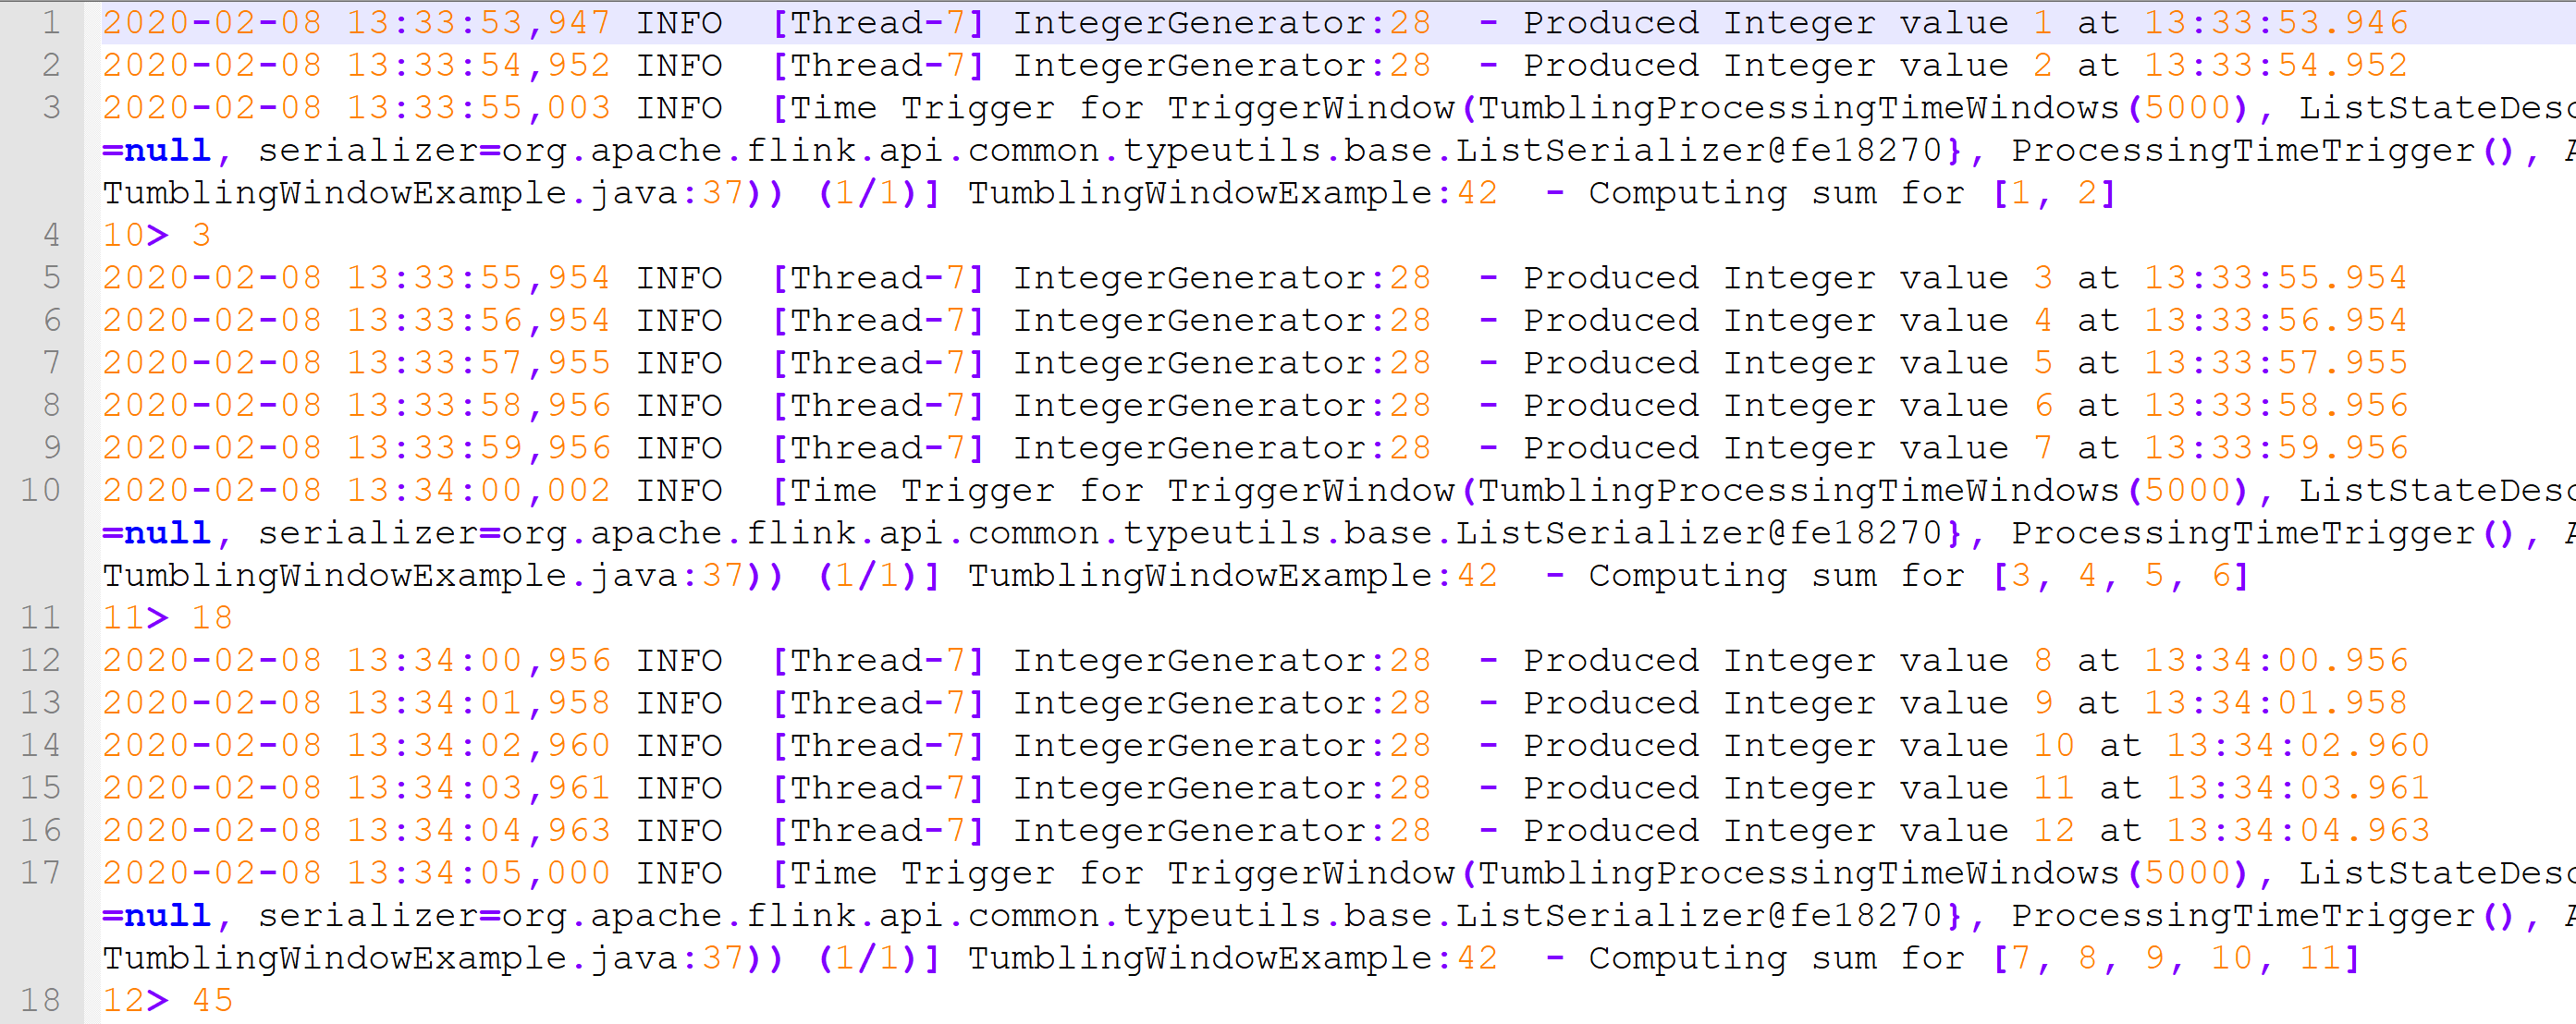 1 2020-02-08 13:33:53,947 INFO  [Thread-7] IntegerGenerator:28  - Produced Integer value 1 at 13:33:53.946
2 2020-02-08 13:33:54,952 INFO  [Thread-7] IntegerGenerator:28  - Produced Integer value 2 at 13:33:54.952
3 2020-02-08 13:33:55,003 INFO  [Time Trigger for TriggerWindow(TumblingProcessingTimeWindows(5000), ListStateDesc
=null, serializer=org.apache.flink.api.common.typeutils.base.ListSerializer@fe18270}, ProcessingTimeTrigger(), A
TumblingWindowExample.java:37)) (1/1)] TumblingWindowExample:42  - Computing sum for [1, 2]
4 10> 3
5 2020-02-08 13:33:55,954 INFO  [Thread-7] IntegerGenerator:28  - Produced Integer value 3 at 13:33:55.954
6 2020-02-08 13:33:56,954 INFO  [Thread-7] IntegerGenerator:28  - Produced Integer value 4 at 13:33:56.954
7 2020-02-08 13:33:57,955 INFO  [Thread-7] IntegerGenerator:28  - Produced Integer value 5 at 13:33:57.955
8 2020-02-08 13:33:58,956 INFO  [Thread-7] IntegerGenerator:28  - Produced Integer value 6 at 13:33:58.956
9 2020-02-08 13:33:59,956 INFO  [Thread-7] IntegerGenerator:28  - Produced Integer value 7 at 13:33:59.956
10 2020-02-08 13:34:00,002 INFO  [Time Trigger for TriggerWindow(TumblingProcessingTimeWindows(5000), ListStateDesc
=null, serializer=org.apache.flink.api.common.typeutils.base.ListSerializer@fe18270}, ProcessingTimeTrigger(), A
TumblingWindowExample.java:37)) (1/1)] TumblingWindowExample:42  - Computing sum for [3, 4, 5, 6]
11 11> 18
12 2020-02-08 13:34:00,956 INFO  [Thread-7] IntegerGenerator:28  - Produced Integer value 8 at 13:34:00.956
13 2020-02-08 13:34:01,958 INFO  [Thread-7] IntegerGenerator:28  - Produced Integer value 9 at 13:34:01.958
14 2020-02-08 13:34:02,960 INFO  [Thread-7] IntegerGenerator:28  - Produced Integer value 10 at 13:34:02.960
15 2020-02-08 13:34:03,961 INFO  [Thread-7] IntegerGenerator:28  - Produced Integer value 11 at 13:34:03.961
16 2020-02-08 13:34:04,963 INFO  [Thread-7] IntegerGenerator:28  - Produced Integer value 12 at 13:34:04.963
17 2020-02-08 13:34:05,000 INFO  [Time Trigger for TriggerWindow(TumblingProcessingTimeWindows(5000), ListStateDesc
=null, serializer=org.apache.flink.api.common.typeutils.base.ListSerializer@fe18270}, ProcessingTimeTrigger(), A
TumblingWindowExample.java:37)) (1/1)] TumblingWindowExample:42  - Computing sum for [7, 8, 9, 10, 11]
18 12> 45